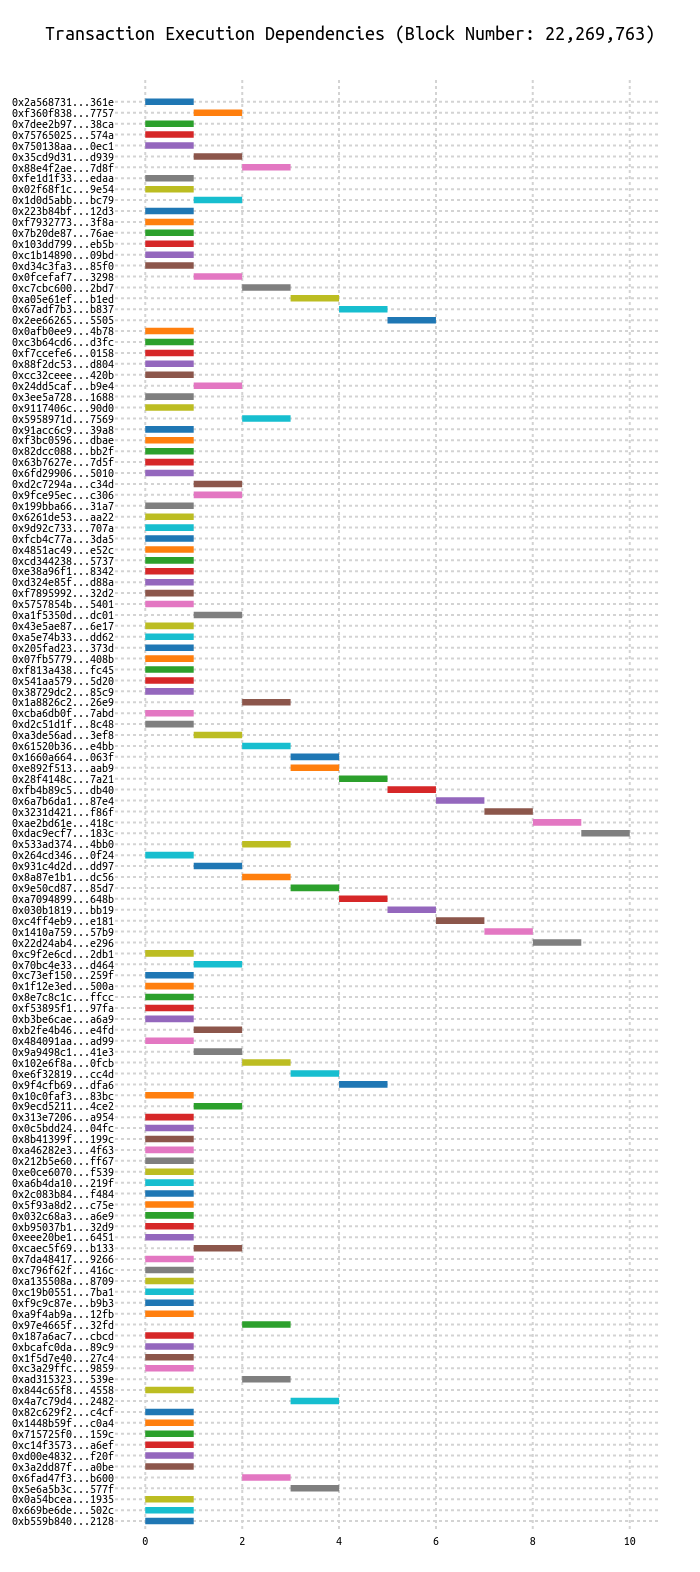 Transaction Execution Dependencies (Block Number: 22,269,763)
0x2a568731...361e
0xf360f838...7757
0x7dee2b97...38ca
0x75765025...574a
0x750138aa...0ec1
0x35cd9d31...d939
0x88e4f2ae...7d8f
0xfe1d1f33...edaa
0x02f68f1c...9e54
0x1d0d5abb...bc79
0x223b84bf...12d3
0xf7932773...3f8a
0x7b20de87...76ae
0x103dd799...eb5b
0xc1b14890...09bd
0xd34c3fa3...85f0
0x0fcefaf7...3298
0xc7cbc600...2bd7
0xa05e61ef...b1ed
0x67adf7b3...b837
0x2ee66265...5505
0x0afb0ee9...4b78
0xc3b64cd6...d3fc
0xf7ccefe6...0158
0x88f2dc53...d804
0xcc32ceee...420b
0x24dd5caf...b9e4
0x3ee5a728...1688
0x9117406c...90d0
0x5958971d...7569
0x91acc6c9...39a8
0xf3bc0596...dbae
0x82dcc088...bb2f
0x63b7627e...7d5f
0x6fd29906...5010
0xd2c7294a...c34d
0x9fce95ec...c306
0x199bba66...31a7
0x6261de53...aa22
0x9d92c733...707a
0xfcb4c77a...3da5
0x4851ac49...e52c
0xcd344238...5737
0xe38a96f1...8342
0xd324e85f...d88a
0xf7895992...32d2
0x5757854b...5401
0xa1f5350d...dc01
0x43e5ae87...6e17
0xa5e74b33...dd62
0x205fad23...373d
0x07fb5779...408b
0xf813a438...fc45
0x541aa579...5d20
0x38729dc2...85c9
0x1a8826c2...26e9
0xcba6db0f...7abd
0xd2c51d1f...8c48
0xa3de56ad...3ef8
0x61520b36...e4bb
0x1660a664...063f
0xe892f513...aab9
0x28f4148c...7a21
0xfb4b89c5...db40
0x6a7b6da1...87e4
0x3231d421...f86f
0xae2bd61e...418c
0xdac9ecf7...183c
0x533ad374...4bb0
0x264cd346...0f24
0x931c4d2d...dd97
0x8a87e1b1...dc56
0x9e50cd87...85d7
0xa7094899...648b
0x030b1819...bb19
0xc4ff4eb9...e181
0x1410a759...57b9
0x22d24ab4...e296
0xc9f2e6cd...2db1
0x70bc4e33...d464
0xc73ef150...259f
0x1f12e3ed...500a
0x8e7c8c1c...ffcc
0xf53895f1...97fa
0xb3be6cae...a6a9
0xb2fe4b46...e4fd
0x484091aa...ad99
0x9a9498c1...41e3
0x102e6f8a...0fcb
0xe6f32819...cc4d
0x9f4cfb69...dfa6
0x10c0faf3...83bc
0x9ecd5211...4ce2
0x313e7206...a954
0x0c5bdd24...04fc
0x8b41399f...199c
0xa46282e3...4f63
0x212b5e60...ff67
0xe0ce6070...f539
0xa6b4da10...219f
0x2c083b84...f484
0x5f93a8d2...c75e
0x032c68a3...a6e9
0xb95037b1...32d9
0xeee20be1...6451
0xcaec5f69...b133
0x7da48417...9266
0xc796f62f...416c
0xa135508a...8709
0xc19b0551...7ba1
0xf9c9c87e...b9b3
0xa9f4ab9a...12fb
0x97e4665f...32fd
0x187a6ac7...cbcd
0xbcafc0da...89c9
0x1f5d7e40...27c4
0xc3a29ffc...9859
0xad315323...539e
0x844c65f8...4558
0x4a7c79d4...2482
0x82c629f2...c4cf
0x1448b59f...c0a4
0x715725f0...159c
0xc14f3573...a6ef
0xd00e4832...f20f
0x3a2dd87f...a0be
0x6fad47f3...b600
0x5e6a5b3c...577f
0x0a54bcea...1935
0x669be6de...502c
0xb559b840...2128
0 2 4 6 8 10